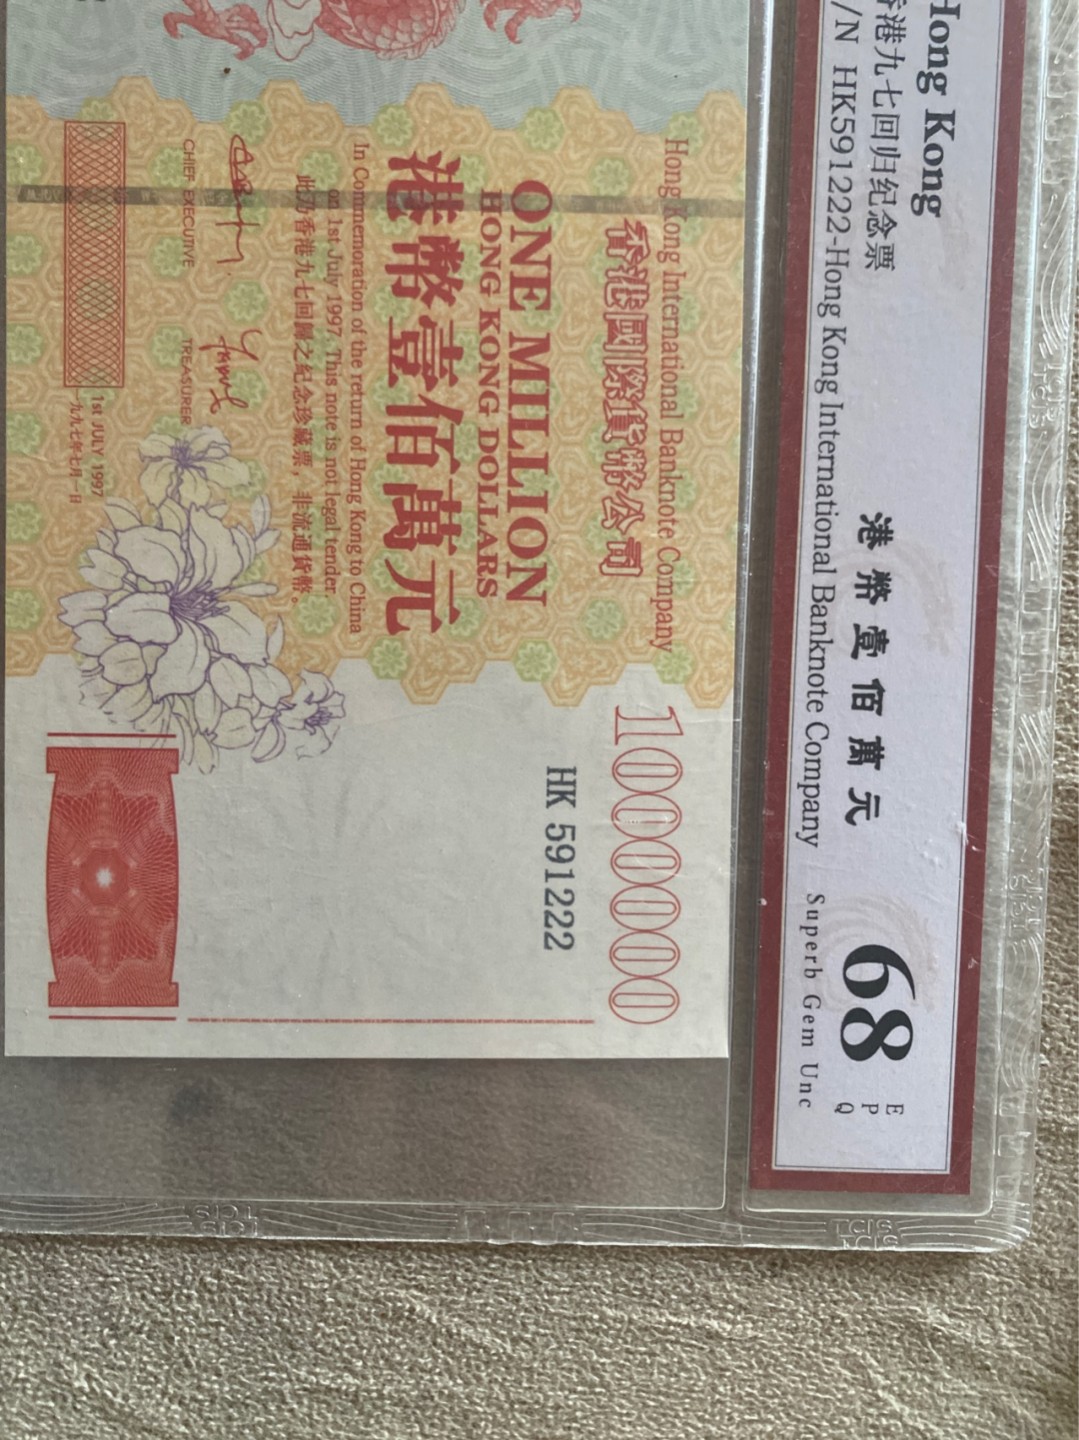 Hong Kong
香港九七回归纪念票
港幣壹佰萬元
/N HK591222-Hong Kong International Banknote Company
68
EPQ
Superb Gem Unc
Hong Kong International Banknote Company
香港國際貨幣公司
1000000
ONE MILLION
HONG KONG DOLLARS
HK 591222
港幣壹佰萬元
In Commemoration of the return of Hong Kong to China
on 1st July 1997. This note is not legal tender
此乃香港九七回歸之紀念珍藏票，非流通貨幣。
CHIEF EXECUTIVE
TREASURER
1st JULY 1997
一九九七年七月一日